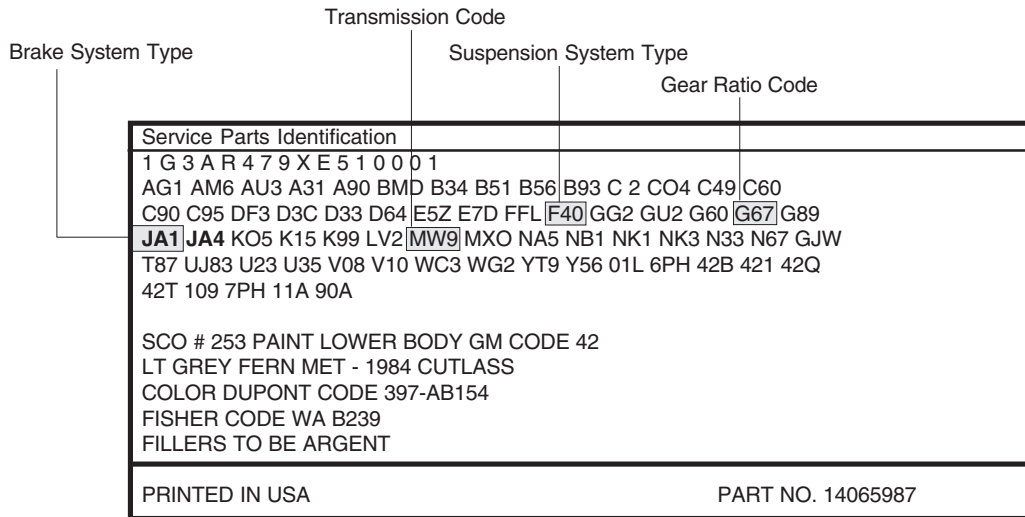 Transmission Code
Brake System Type
Suspension System Type
Gear Ratio Code
Service Parts Identification
1 G 3 A R 4 7 9 X E 5 1 0 0 0 1
AG1 AM6 AU3 A31 A90 BMD B34 B51 B56 B93 C 2 CO4 C49 C60
C90 C95 DF3 D3C D33 D64 E5Z E7D FFL F40 GG2 GU2 G60 G67 G89
JA1 JA4 KO5 K15 K99 LV2 MW9 MXO NA5 NB1 NK1 NK3 N33 N67 GJW
T87 UJ83 U23 U35 V08 V10 WC3 WG2 YT9 Y56 01L 6PH 42B 421 42Q
42T 109 7PH 11A 90A
SCO # 253 PAINT LOWER BODY GM CODE 42
LT GREY FERN MET - 1984 CUTLASS
COLOR DUPONT CODE 397-AB154
FISHER CODE WA B239
FILLERS TO BE ARGENT
PRINTED IN USA PART NO. 14065987